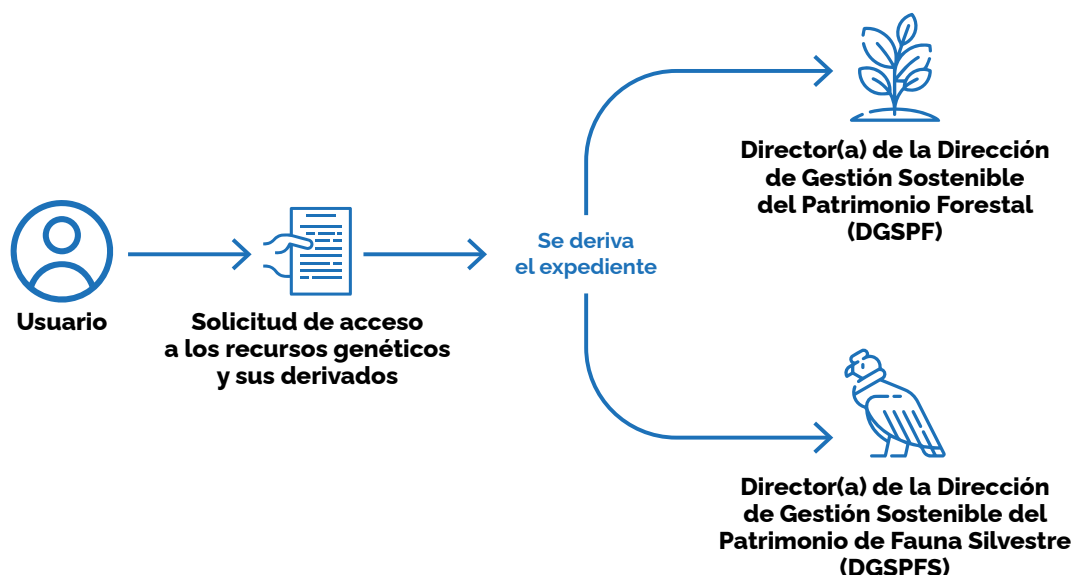 Usuario
Solicitud de acceso
a los recursos genéticos
y sus derivados
Se deriva
el expediente
Director(a) de la Dirección
de Gestión Sostenible
del Patrimonio Forestal
(DGSPF)
Director(a) de la Dirección
de Gestión Sostenible del
Patrimonio de Fauna Silvestre
(DGSPFS)